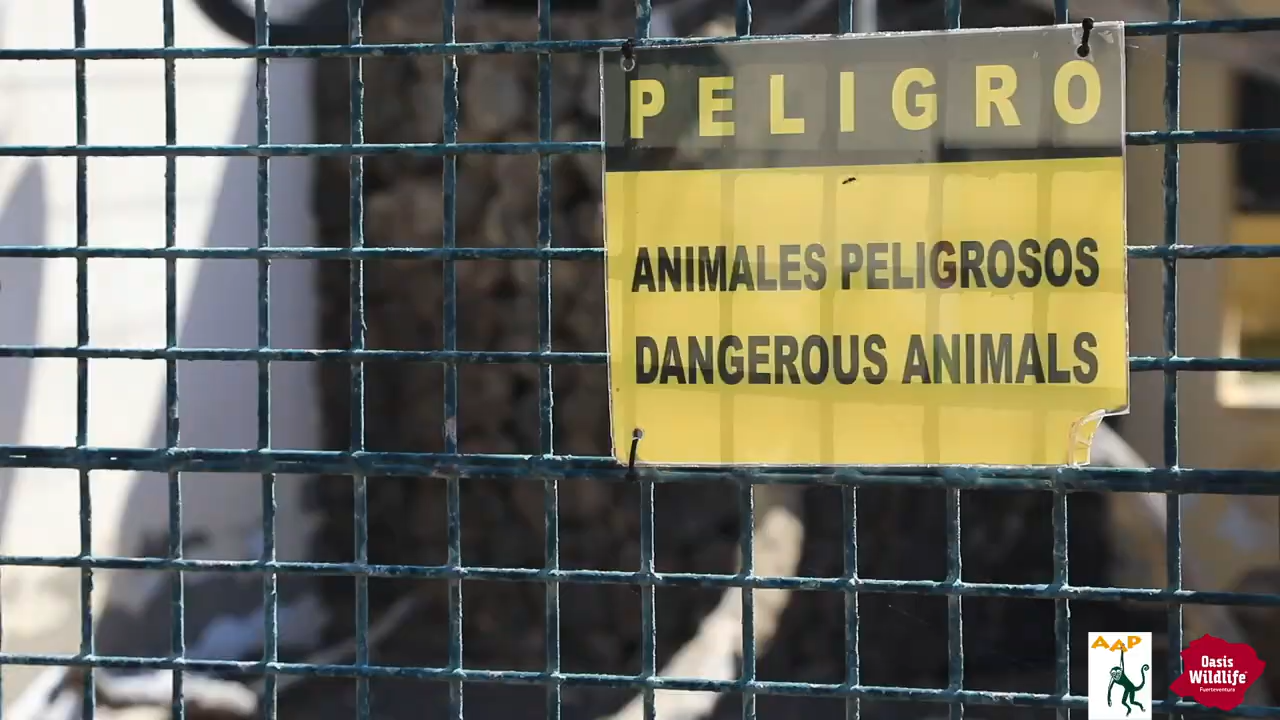 PELIGRO
ANIMALES PELIGROSOS
DANGEROUS ANIMALS
AAP
Oasis
Wildlife
Fuerteventura